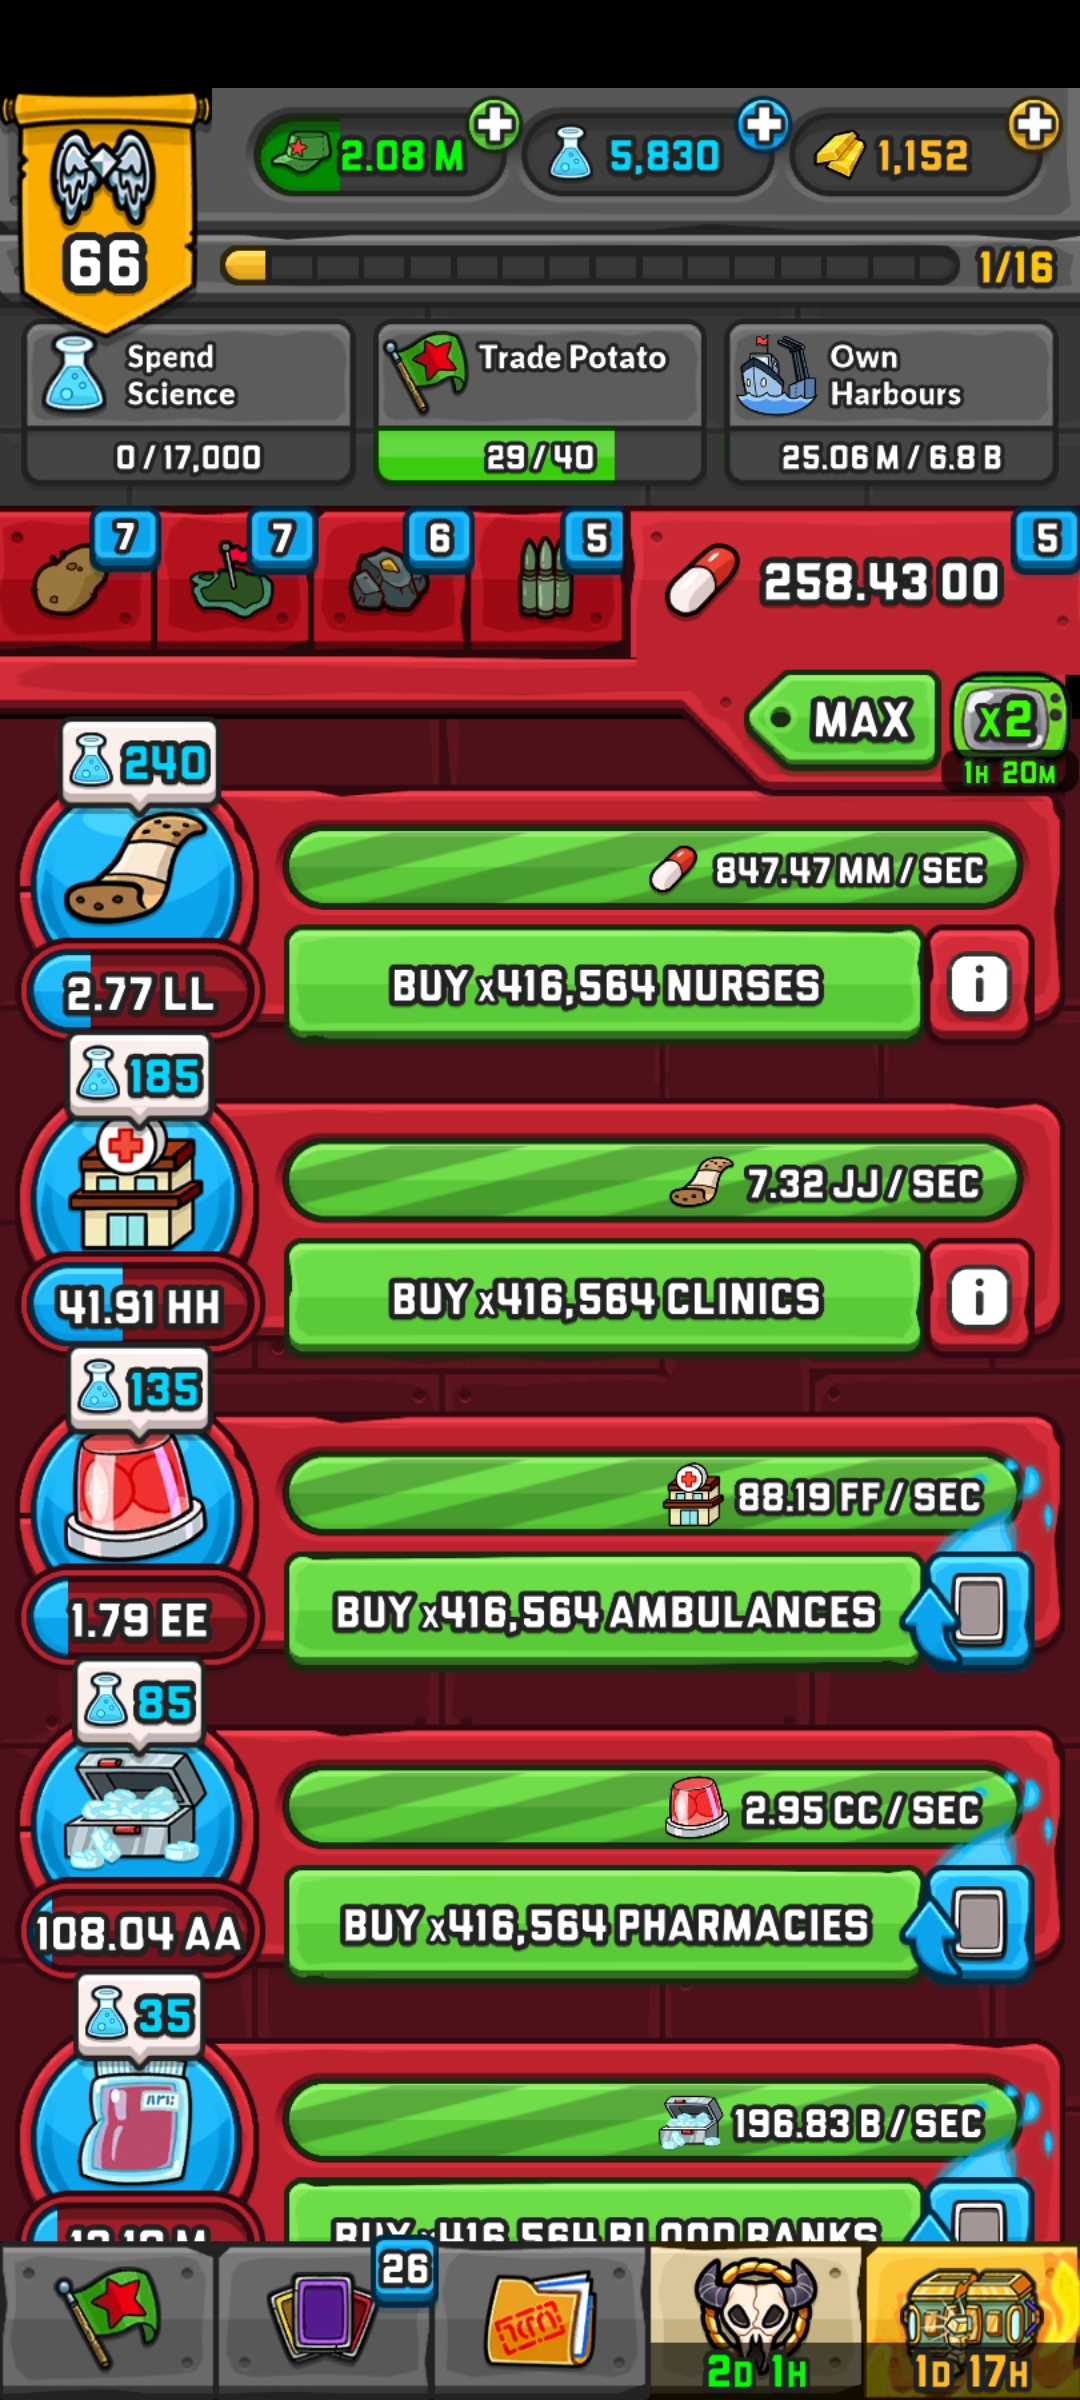 2.08 M
5,830
1,152
66
1/16
Spend
Science
0 / 17,000
Trade Potato
29 / 40
Own
Harbours
25.06 M / 6.8 B
7
7
6
5
5
258.43 OO
MAX
x2
1H 20M
240
847.47 MM / SEC
2.77 LL
BUY x416,564 NURSES
i
185
7.32 JJ / SEC
41.91 HH
BUY x416,564 CLINICS
i
135
88.19 FF / SEC
1.79 EE
BUY x416,564 AMBULANCES
85
2.95 CC / SEC
108.04 AA
BUY x416,564 PHARMACIES
35
196.83 B / SEC
BUY x416,564 BLOOD BANKS
26
2D 1H
1D 17H